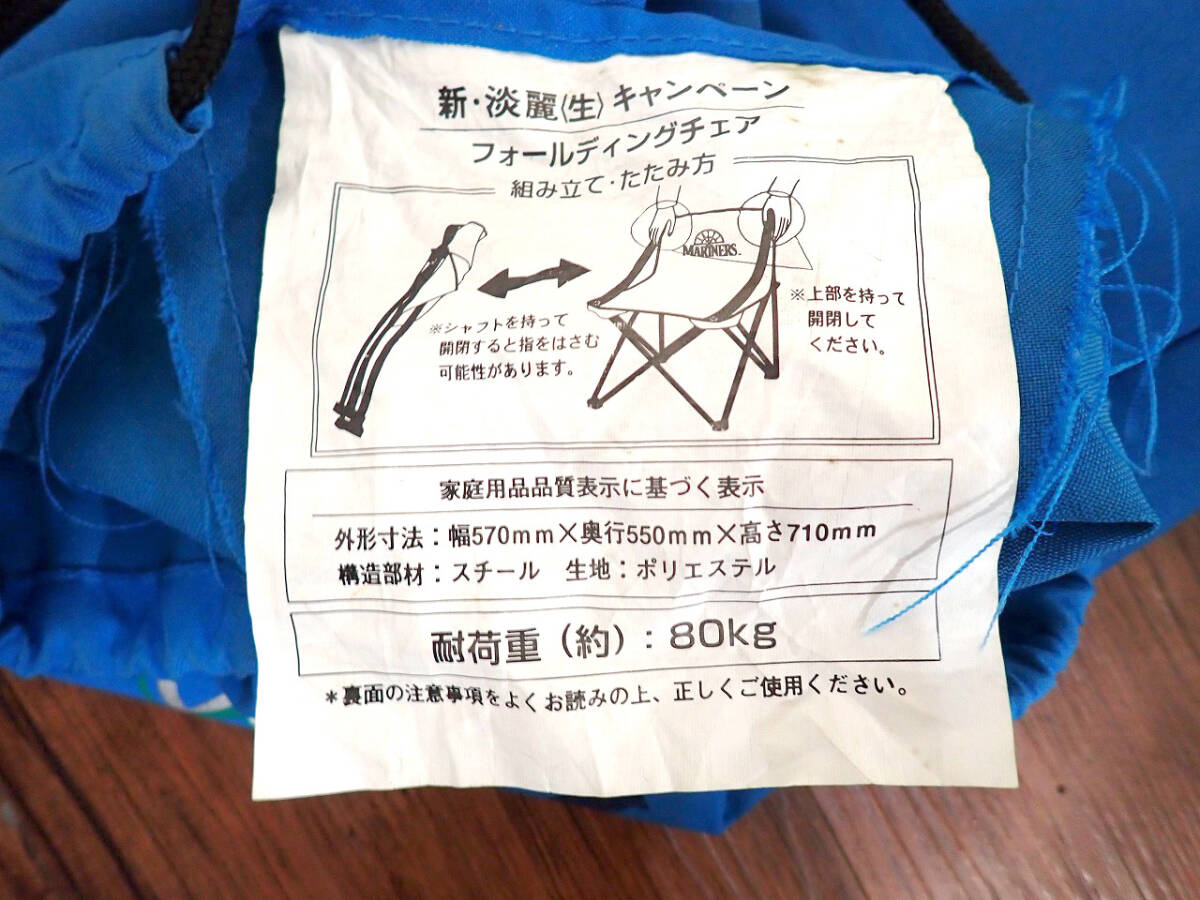 新・淡麗〈生〉キャンペーン
フォールディングチェア
組み立て・たたみ方
MARINERS
※シャフトを持って
開閉すると指をはさむ
可能性があります。
※上部を持って
開閉して
ください。
家庭用品品質表示に基づく表示
外形寸法：幅570mm×奥行550mm×高さ710mm
構造部材：スチール　生地：ポリエステル
耐荷重（約）：80kg
＊裏面の注意事項をよくお読みの上、正しくご使用ください。